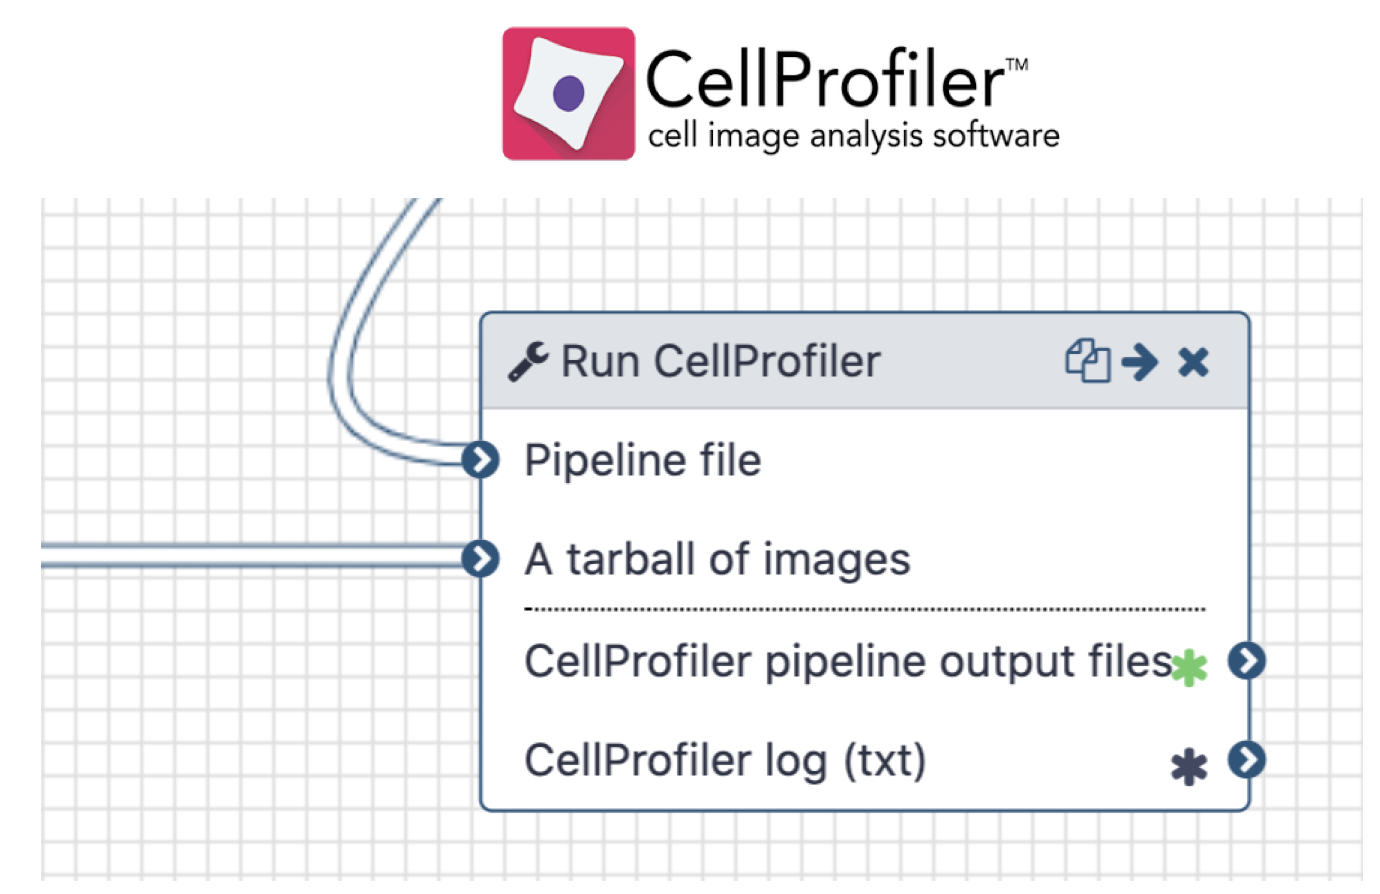 CellProfiler™
cell image analysis software
Run CellProfiler
Pipeline file
A tarball of images
CellProfiler pipeline output files
CellProfiler log (txt)